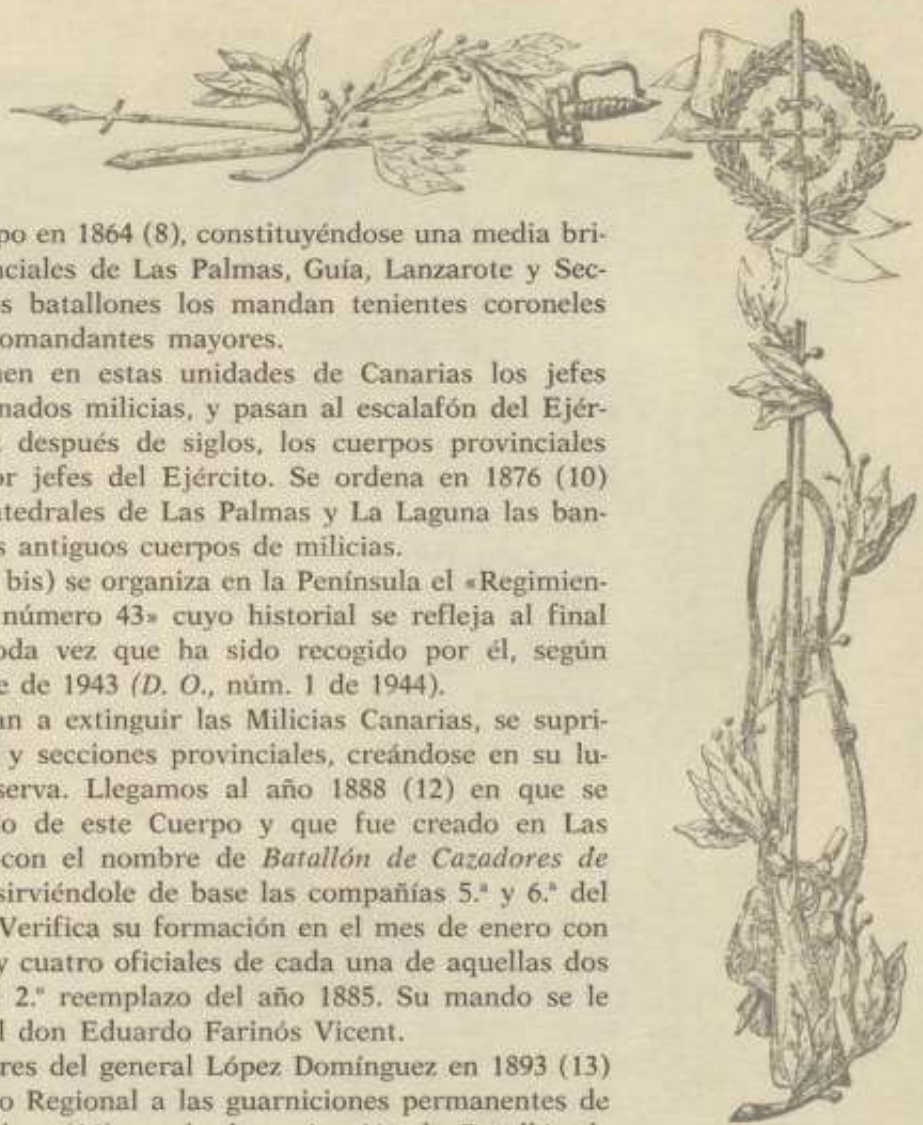 po en 1864 (8), constituyéndose una media bri-
nciales de Las Palmas, Guía, Lanzarote y Sec-
s batallones los mandan tenientes coroneles
omandantes mayores.
nen en estas unidades de Canarias los jefes
nados milicias, y pasan al escalafón del Ejér-
después de siglos, los cuerpos provinciales
or jefes del Ejército. Se ordena en 1876 (10)
atedrales de Las Palmas y La Laguna las ban-
s antiguos cuerpos de milicias.
bis) se organiza en la Península el «Regimien-
número 43» cuyo historial se refleja al final
oda vez que ha sido recogido por él, según
e de 1943 (D. O., núm. 1 de 1944).
an a extinguir las Milicias Canarias, se supri-
y secciones provinciales, creándose en su lu-
serva. Llegamos al año 1888 (12) en que se
o de este Cuerpo y que fue creado en Las
con el nombre de Batallón de Cazadores de
sirviéndole de base las compañías 5.ª y 6.ª del
Verifica su formación en el mes de enero con
y cuatro oficiales de cada una de aquellas dos
2.º reemplazo del año 1885. Su mando se le
l don Eduardo Farinós Vicent.
res del general López Domínguez en 1893 (13)
o Regional a las guarniciones permanentes de